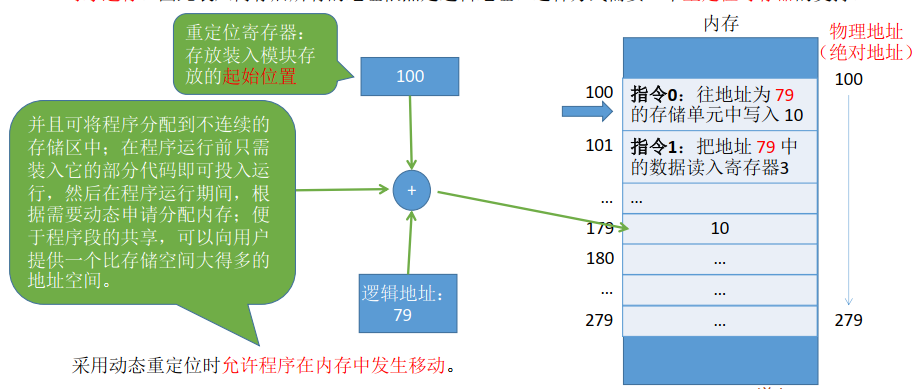 内存
物理地址
（绝对地址）
重定位寄存器：
存放装入模块存
放的起始位置
100
100
指令0：往地址为 79
的存储单元中写入 10
100
101
指令1：把地址 79 中
的数据读入寄存器3
并且可将程序分配到不连续的
存储区中；在程序运行前只需
装入它的部分代码即可投入运
行，然后在程序运行期间，根
据需要动态申请分配内存；便
于程序段的共享，可以向用户
提供一个比存储空间大得多的
地址空间。
+
...
...
179
10
180
...
...
...
279
...
279
逻辑地址：
79
采用动态重定位时允许程序在内存中发生移动。